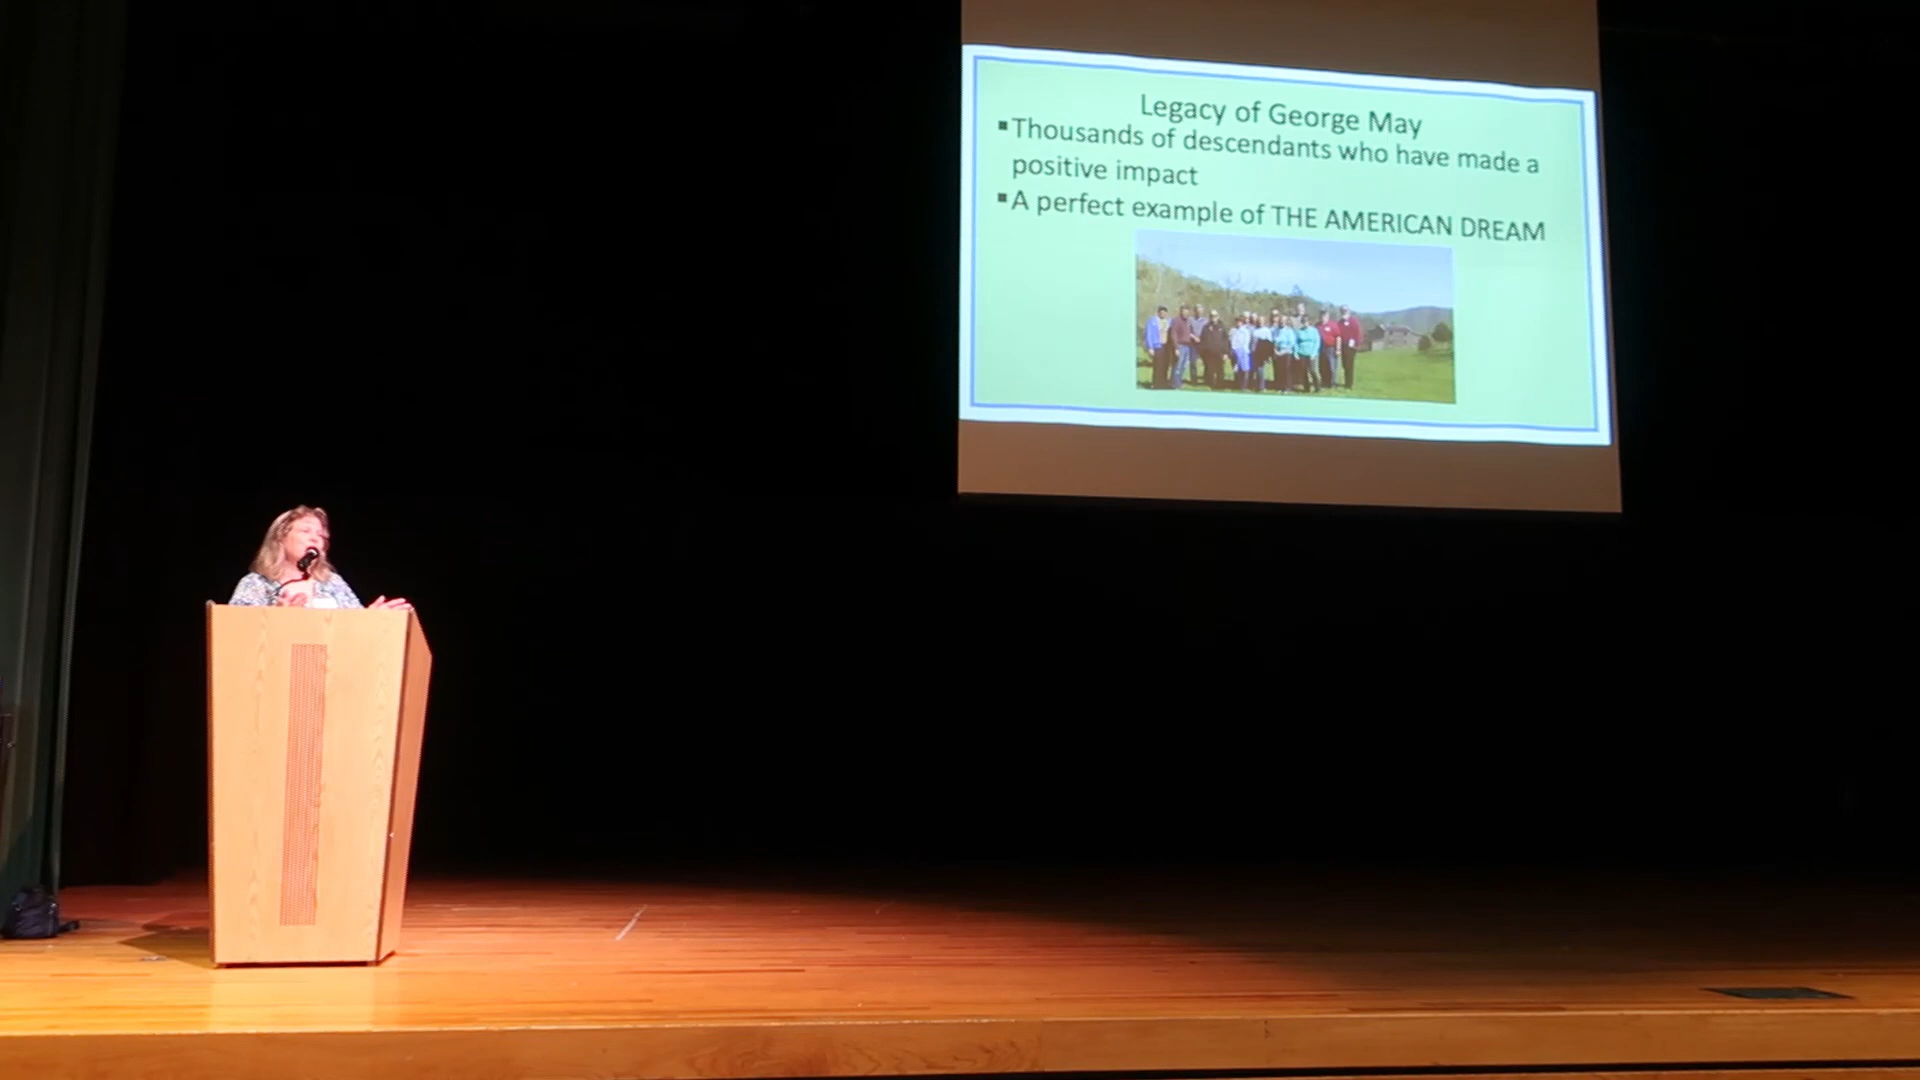 Legacy of George May
▪Thousands of descendants who have made a
positive impact
▪A perfect example of THE AMERICAN DREAM